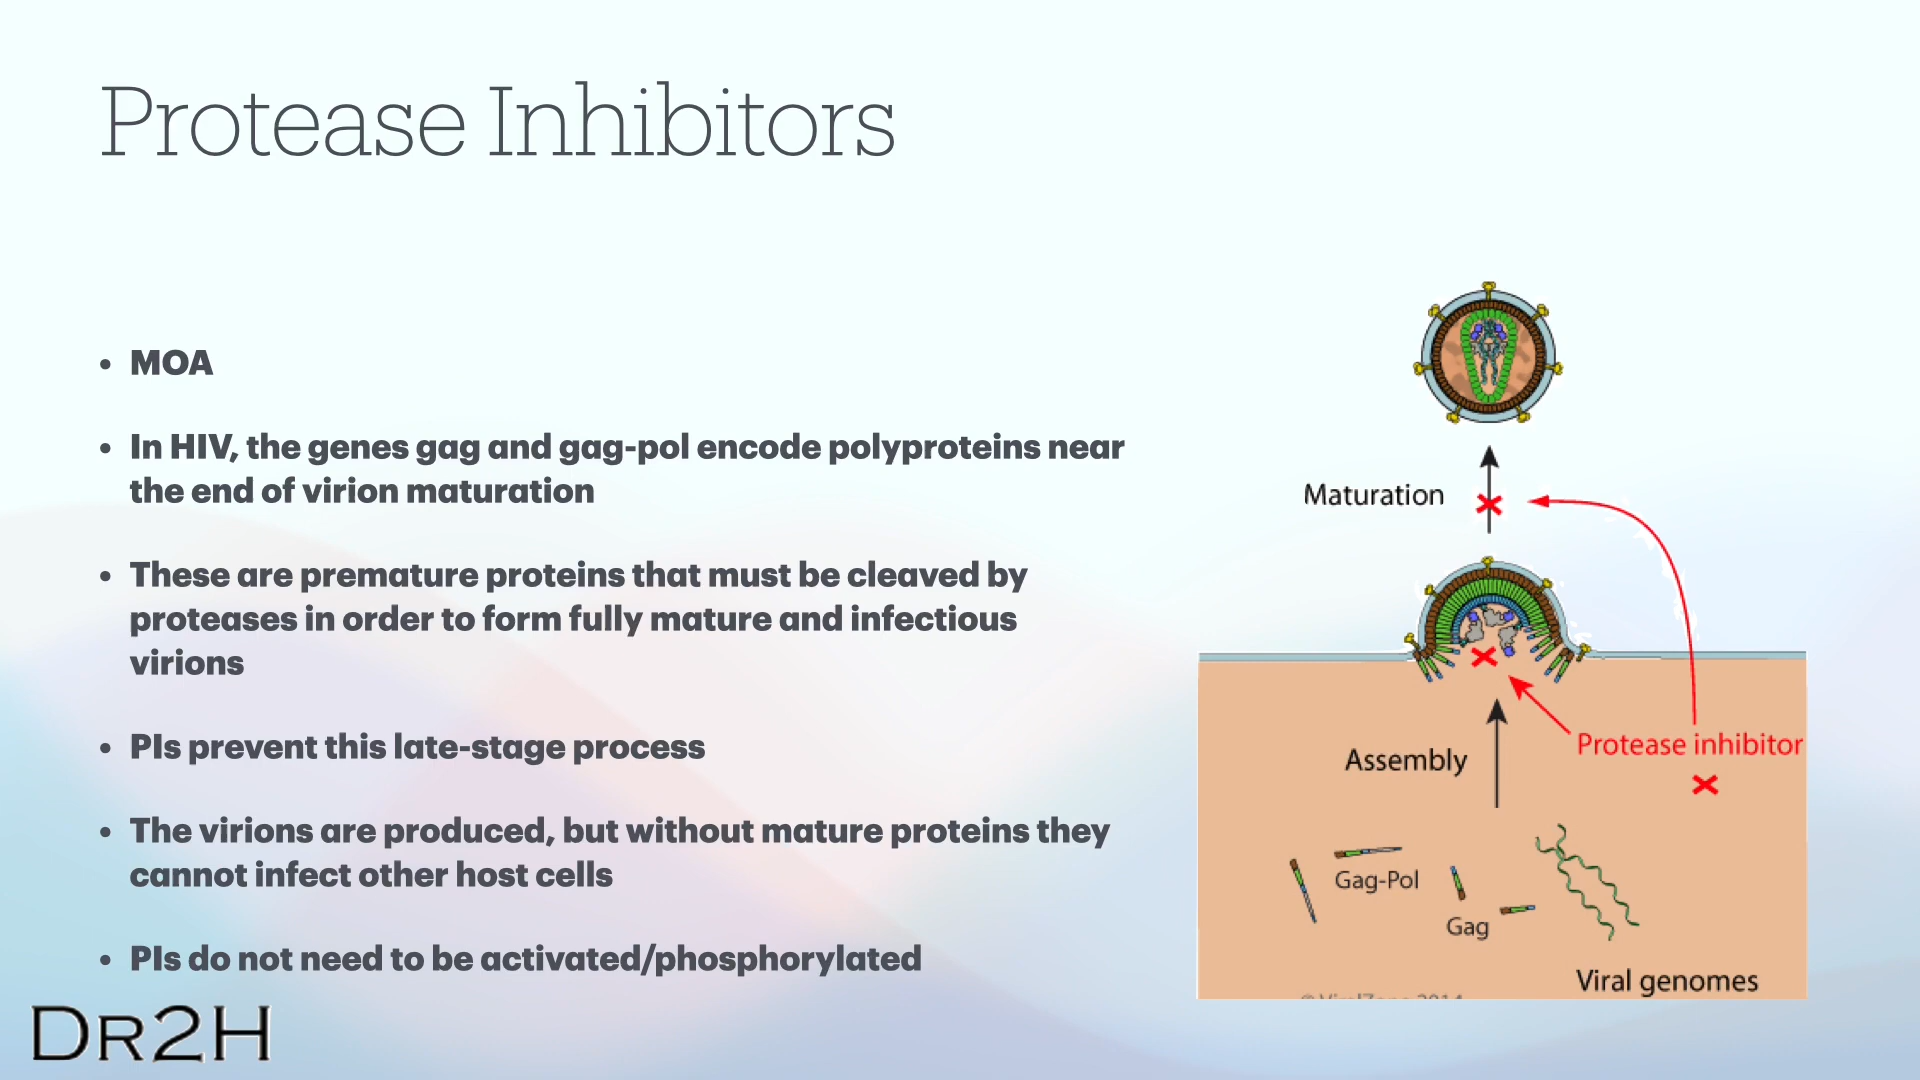 Protease Inhibitors
• MOA
• In HIV, the genes gag and gag-pol encode polyproteins near
the end of virion maturation
• These are premature proteins that must be cleaved by
proteases in order to form fully mature and infectious
virions
• PIs prevent this late-stage process
• The virions are produced, but without mature proteins they
cannot infect other host cells
• PIs do not need to be activated/phosphorylated
Maturation
Protease inhibitor
Assembly
Gag-Pol
Gag
Viral genomes
DR2H